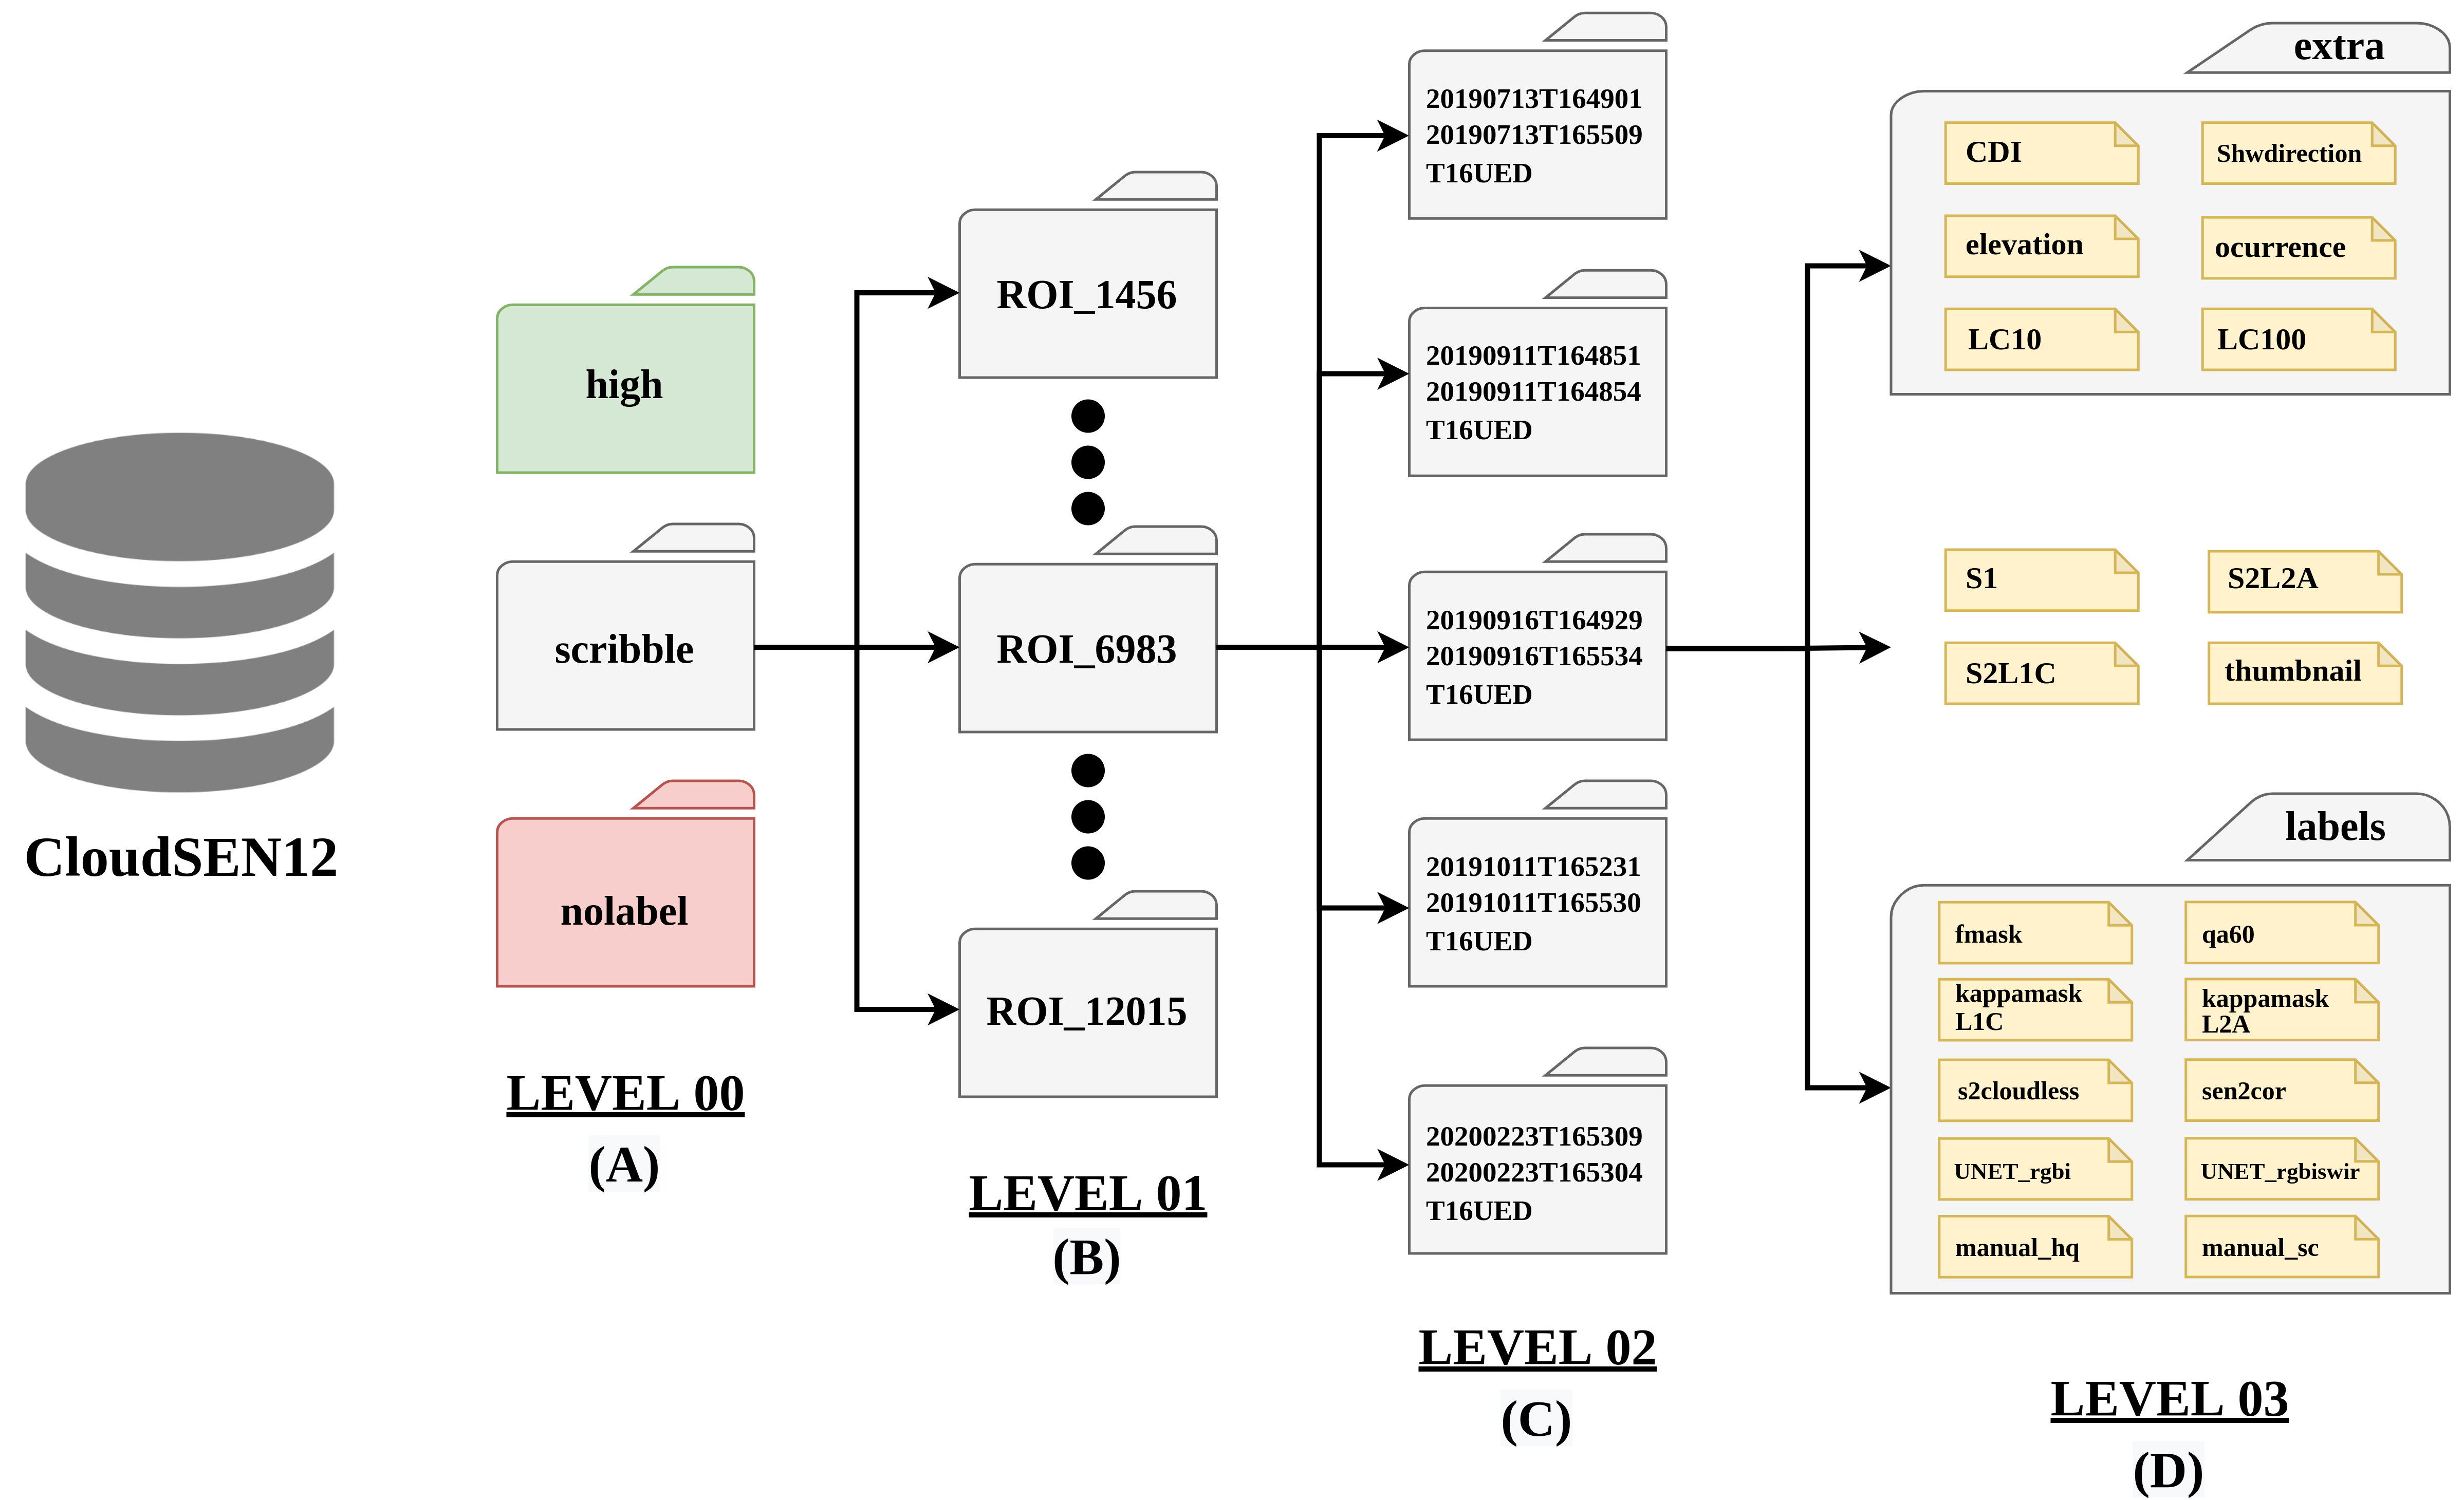 CloudSEN12
high
scribble
nolabel
LEVEL 00
(A)
ROI_1456
ROI_6983
ROI_12015
LEVEL 01
(B)
20190713T164901
20190713T165509
T16UED
20190911T164851
20190911T164854
T16UED
20190916T164929
20190916T165534
T16UED
20191011T165231
20191011T165530
T16UED
20200223T165309
20200223T165304
T16UED
LEVEL 02
(C)
extra
CDI
Shwdirection
elevation
ocurrence
LC10
LC100
S1
S2L2A
S2L1C
thumbnail
labels
fmask
qa60
kappamask
L1C
kappamask
L2A
s2cloudless
sen2cor
UNET_rgbi
UNET_rgbiswir
manual_hq
manual_sc
LEVEL 03
(D)